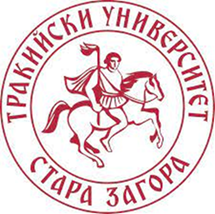 ТРАКИЙСКИ УНИВЕРСИТЕТ
СТАРА ЗАГОРА